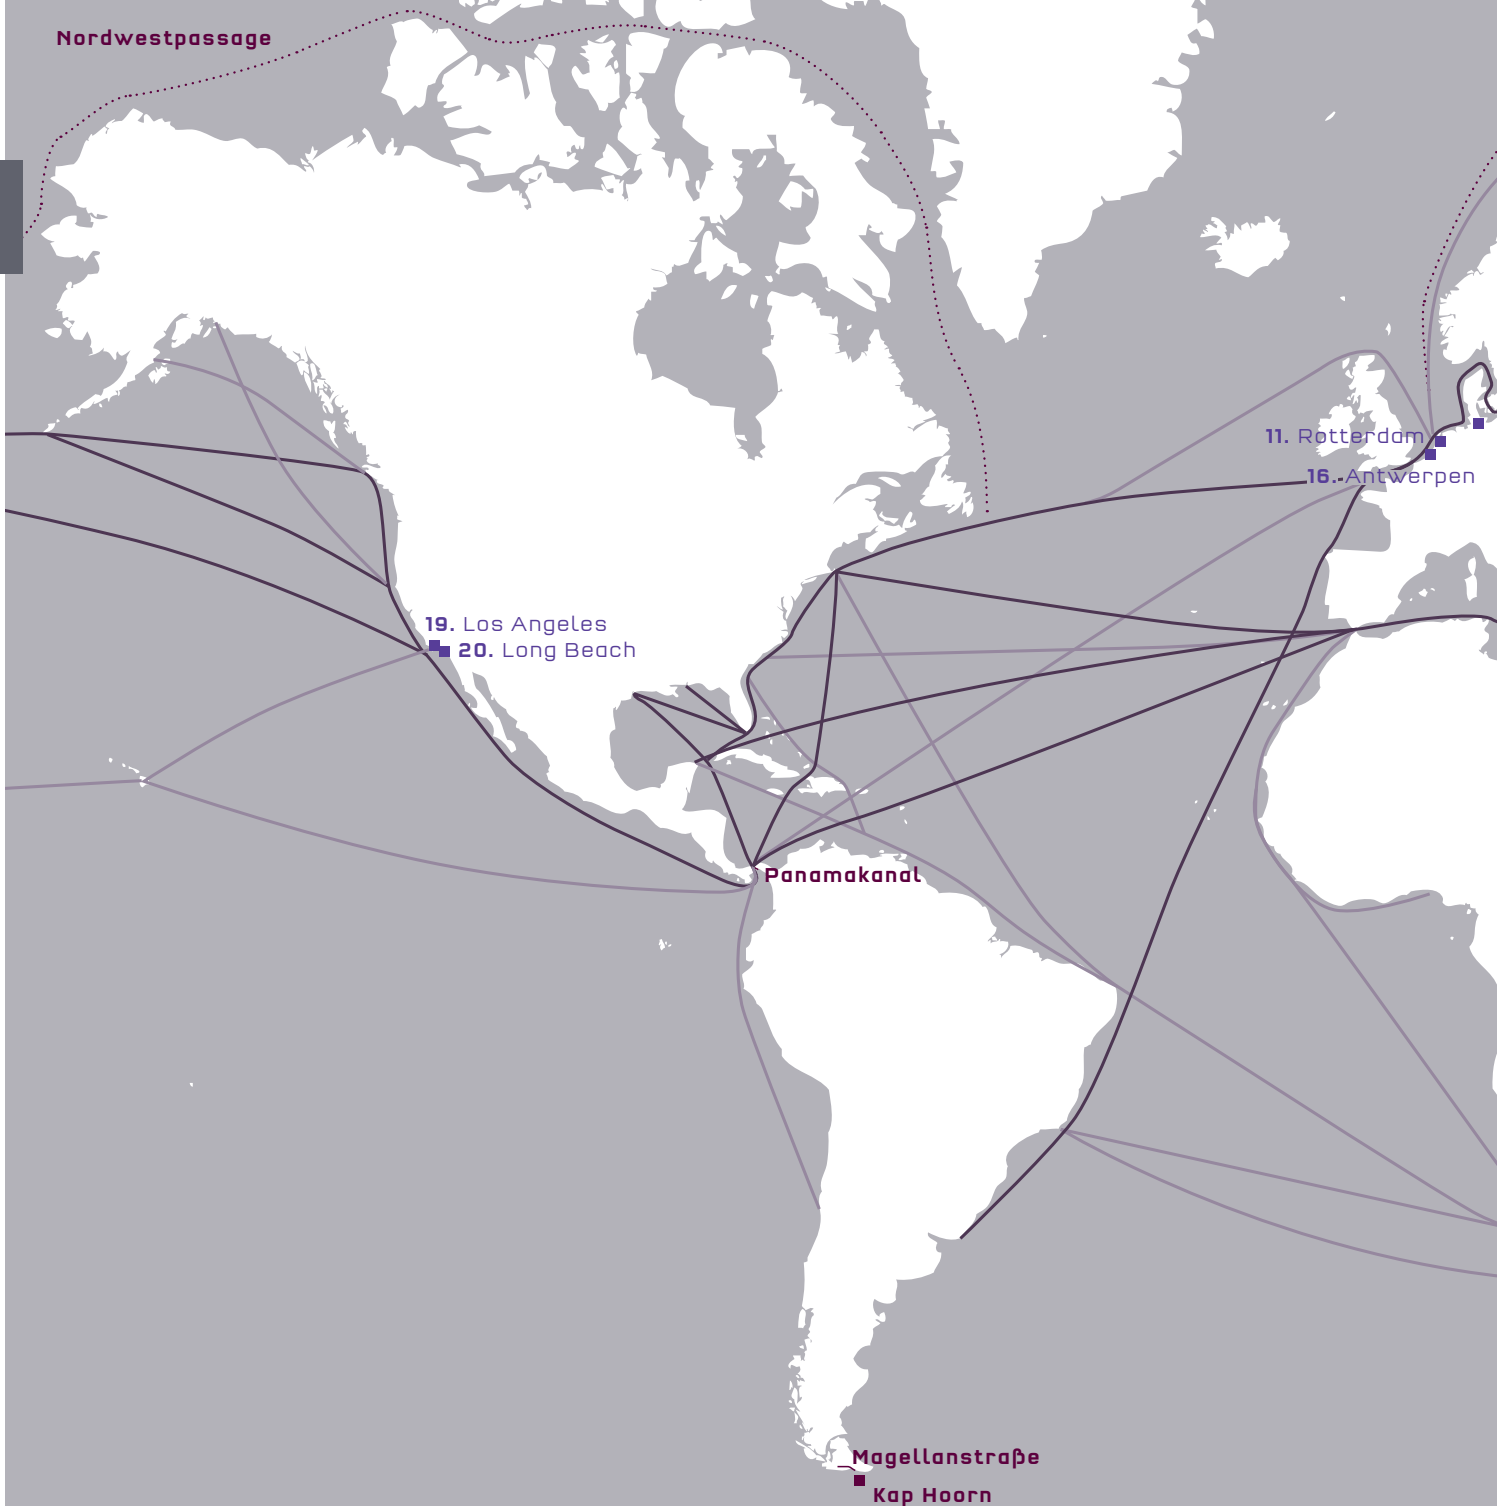 Nordwestpassage
11. Rotterdam
16. Antwerpen
19. Los Angeles
20. Long Beach
Panamakanal
Magellanstraße
Kap Hoorn